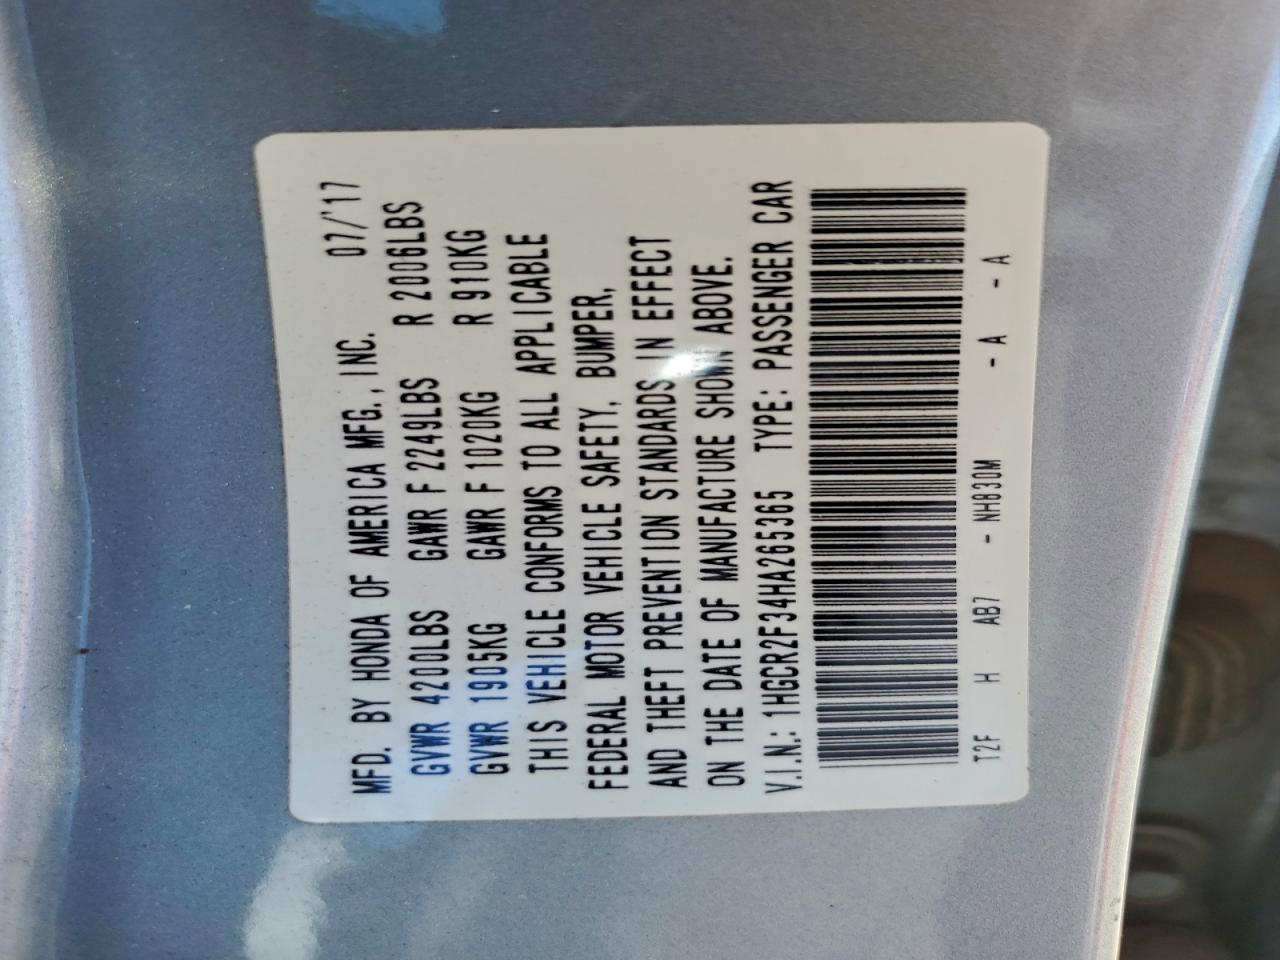 MFD. BY HONDA OF AMERICA MFG., INC. 07/'17
GVWR 4200LBS GAWR F 2249LBS R 2006LBS
GVWR 1905KG GAWR F 1020KG R 910KG
THIS VEHICLE CONFORMS TO ALL APPLICABLE
FEDERAL MOTOR VEHICLE SAFETY, BUMPER,
AND THEFT PREVENTION STANDARDS IN EFFECT
ON THE DATE OF MANUFACTURE SHOWN ABOVE.
V.I.N.: 1HGCR2F34HA265365 TYPE: PASSENGER CAR
T2F H AB7 - NH830M - A - A